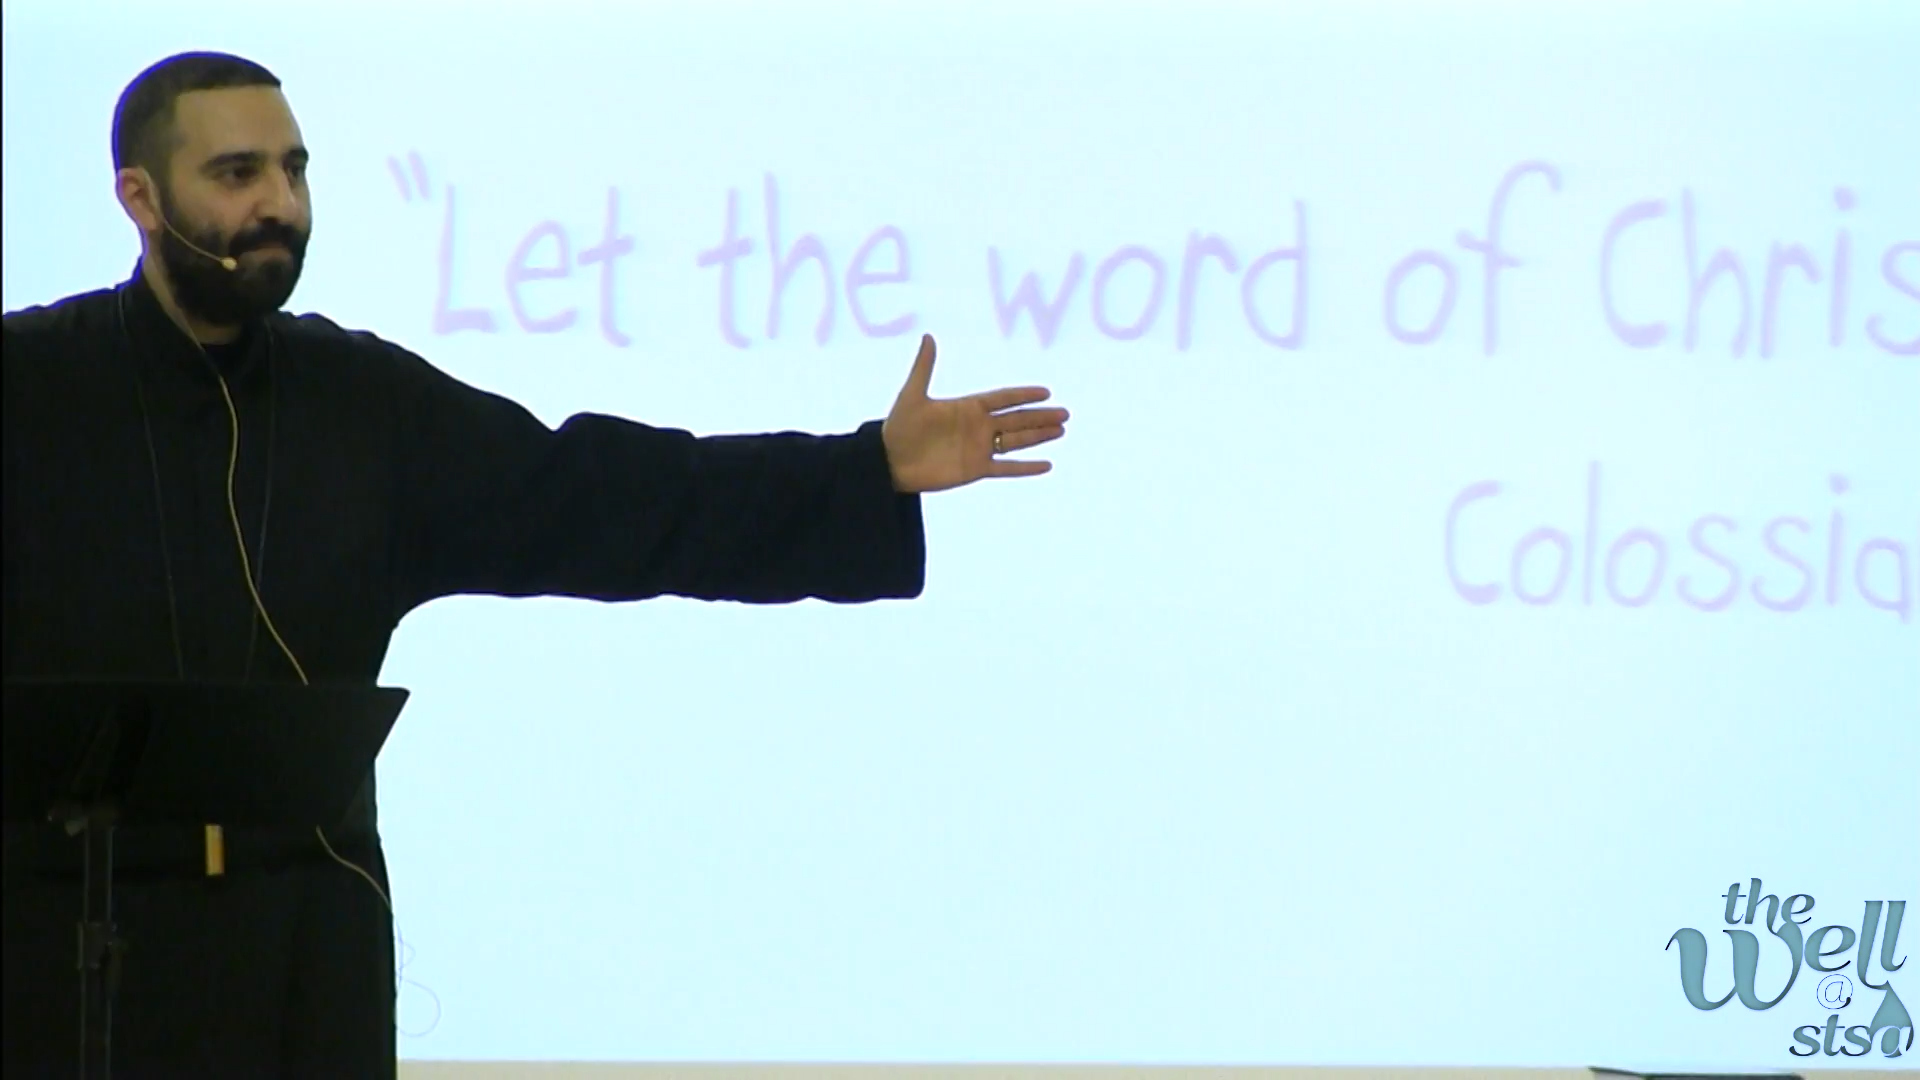 "Let the word of Chris
Colossia
the
Well
@
stsa